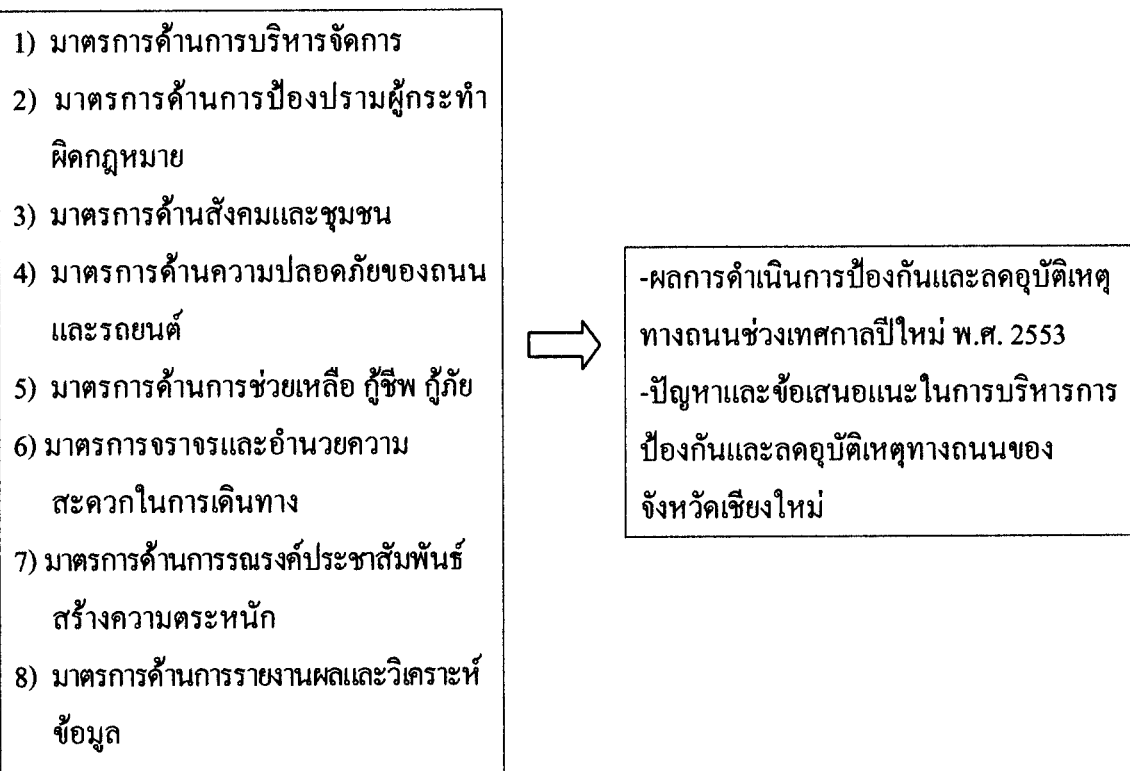 1) มาตรการด้านการบริหารจัดการ
2) มาตรการด้านการป้องปรามผู้กระทำ
ผิดกฎหมาย
3) มาตรการด้านสังคมและชุมชน
4) มาตรการด้านความปลอดภัยของถนน
และรถยนต์
5) มาตรการด้านการช่วยเหลือ กู้ชีพ กู้ภัย
6) มาตรการจราจรและอำนวยความ
สะดวกในการเดินทาง
7) มาตรการด้านการรณรงค์ประชาสัมพันธ์
สร้างความตระหนัก
8) มาตรการด้านการรายงานผลและวิเคราะห์
ข้อมูล
-ผลการดำเนินการป้องกันและลดอุบัติเหตุ
ทางถนนช่วงเทศกาลปีใหม่ พ.ศ. 2553
-ปัญหาและข้อเสนอแนะในการบริหารการ
ป้องกันและลดอุบัติเหตุทางถนนของ
จังหวัดเชียงใหม่